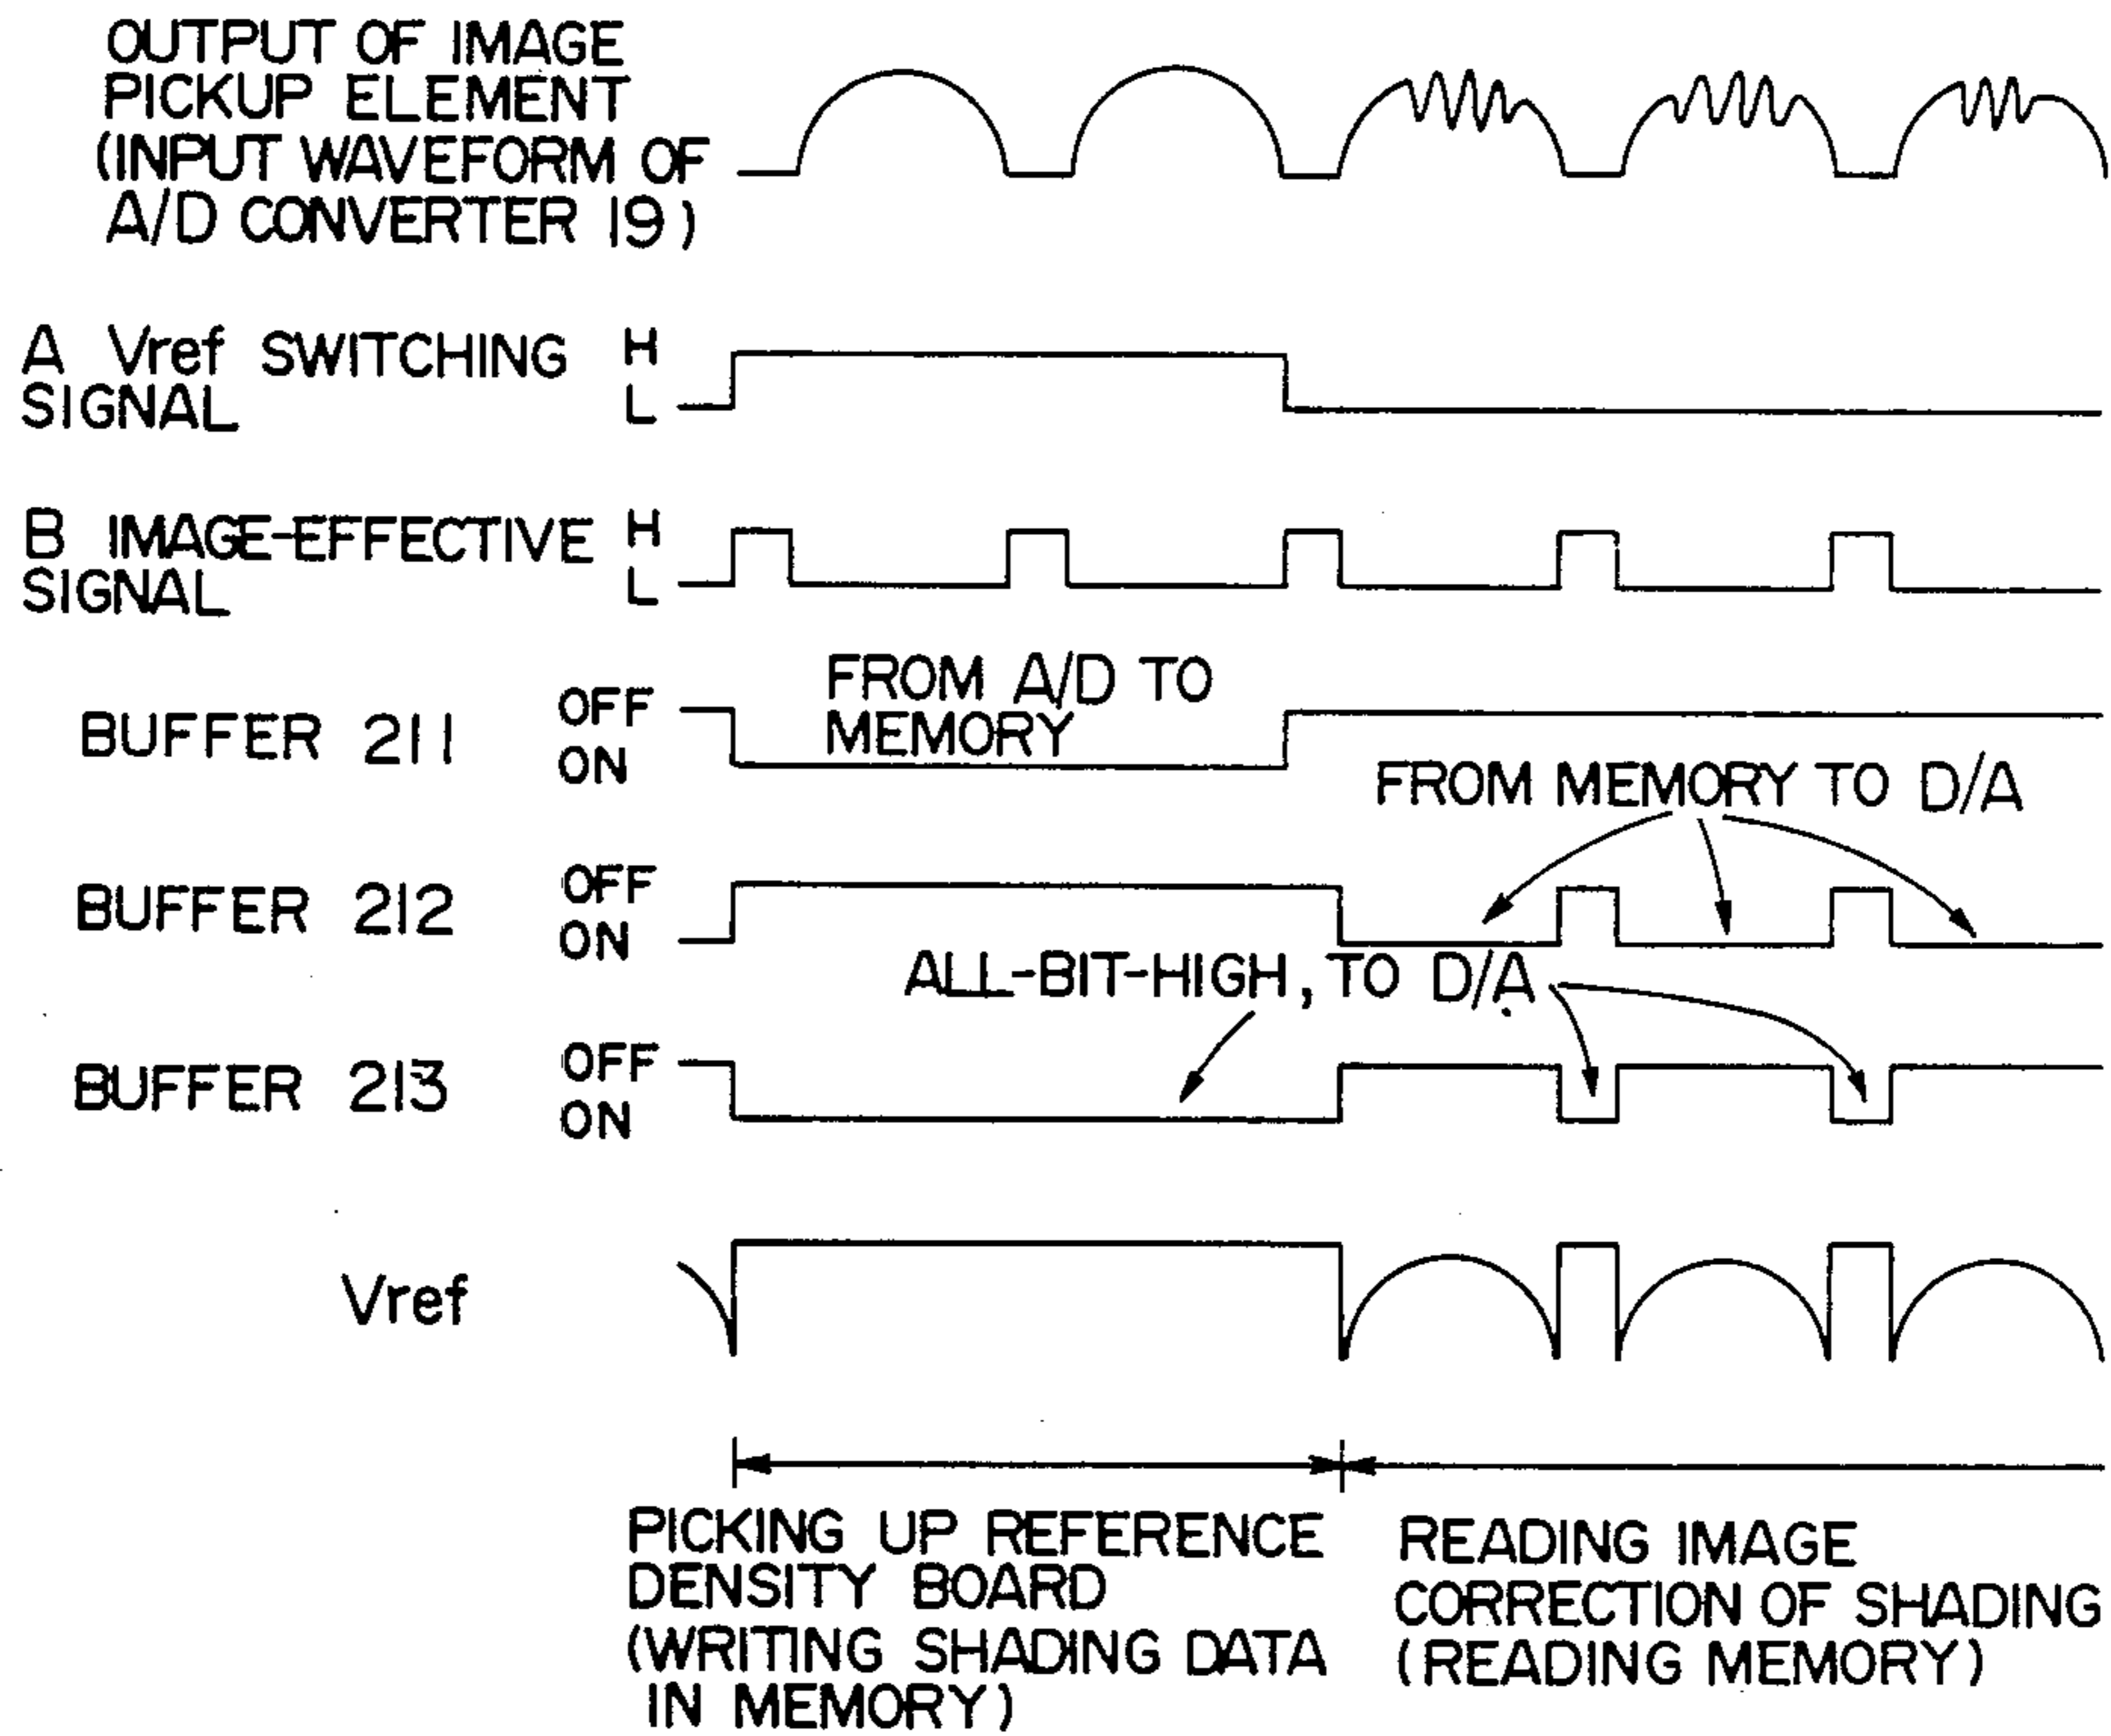 OUTPUT OF IMAGE
PICKUP ELEMENT
(INPUT WAVEFORM OF
A/D CONVERTER 19)
A Vref SWITCHING
SIGNAL
H
L
B IMAGE-EFFECTIVE
SIGNAL
H
L
BUFFER 211
OFF
ON
FROM A/D TO
MEMORY
FROM MEMORY TO D/A
BUFFER 212
OFF
ON
ALL-BIT-HIGH, TO D/A
BUFFER 213
OFF
ON
Vref
PICKING UP REFERENCE
DENSITY BOARD
(WRITING SHADING DATA
IN MEMORY)
READING IMAGE
CORRECTION OF SHADING
(READING MEMORY)